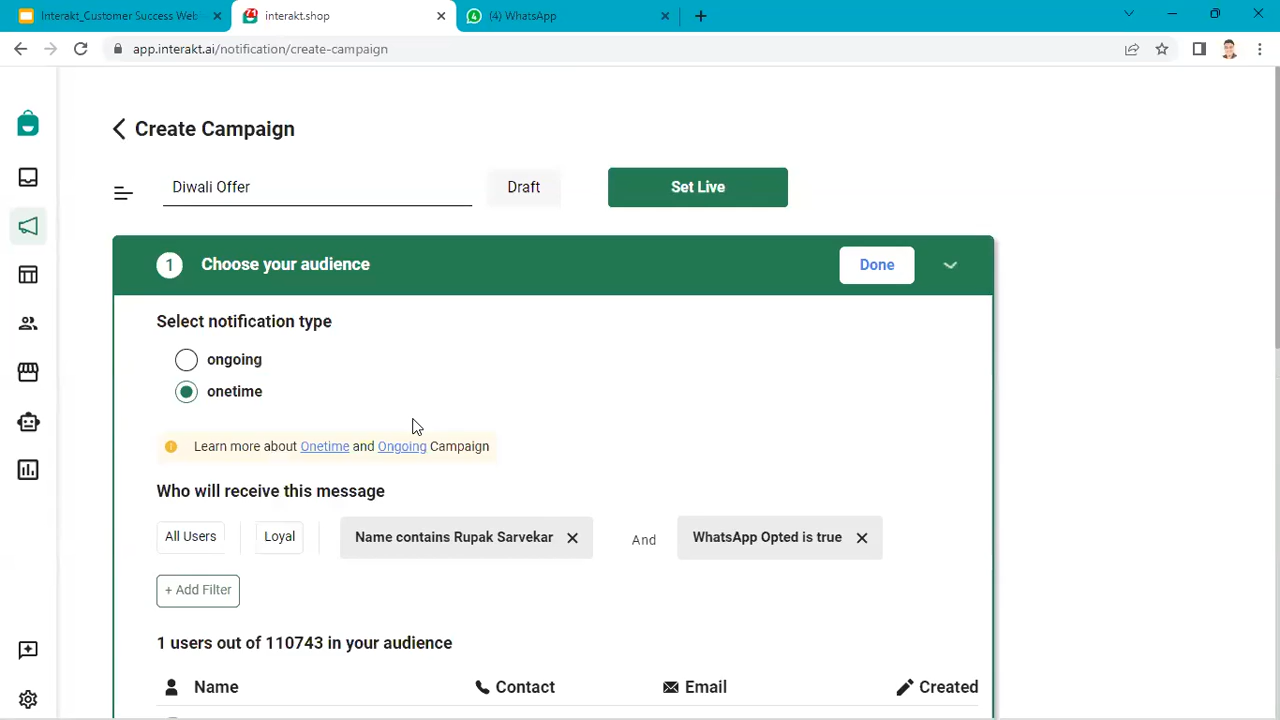 Interakt_Customer Success Web
interakt.shop
(4) WhatsApp
app.interakt.ai/notification/create-campaign
Create Campaign
Diwali Offer
Draft
Set Live
1
Choose your audience
Done
Select notification type
ongoing
onetime
Learn more about Onetime and Ongoing Campaign
Who will receive this message
All Users
Loyal
Name contains Rupak Sarvekar
And
WhatsApp Opted is true
+ Add Filter
1 users out of 110743 in your audience
Name
Contact
Email
Created